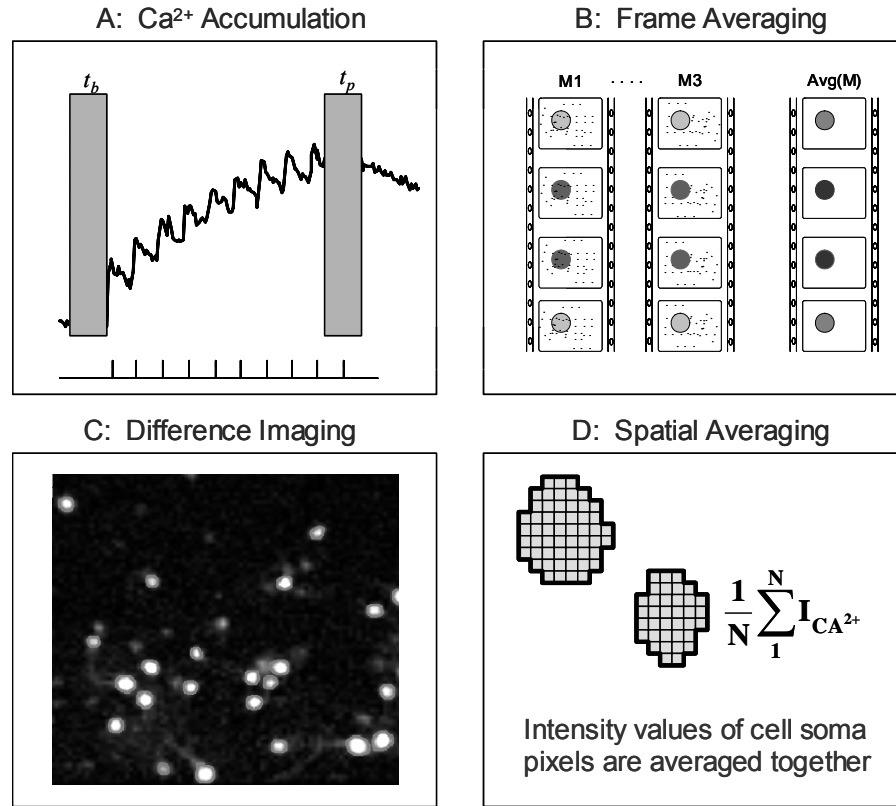 A: Ca²⁺ Accumulation
t_b
t_p
B: Frame Averaging
M1 .... M3 Avg(M)
C: Difference Imaging
D: Spatial Averaging
1/N ∑₁ᴺ I_CA²⁺
Intensity values of cell soma
pixels are averaged together